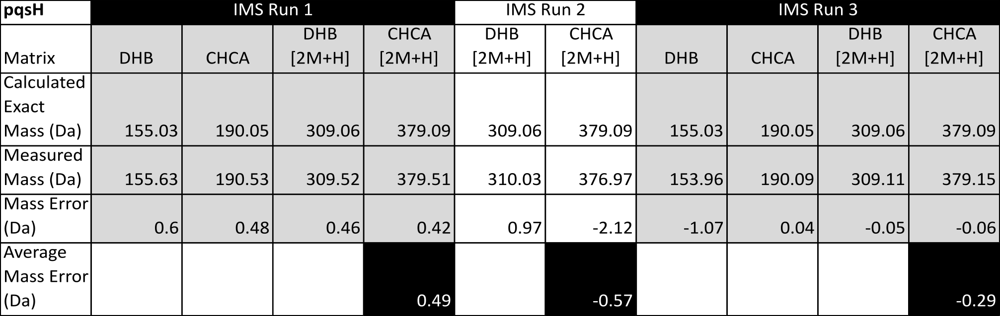 pqsH IMS Run 1 IMS Run 2 IMS Run 3
DHB CHCA DHB CHCA DHB CHCA
Matrix DHB CHCA [2M+H] [2M+H] [2M+H] [2M+H] DHB CHCA [2M+H] [2M+H]
Calculated
Exact
Mass (Da) 155.03 190.05 309.06 379.09 309.06 379.09 155.03 190.05 309.06 379.09
Measured
Mass (Da) 155.63 190.53 309.52 379.51 310.03 376.97 153.96 190.09 309.11 379.15
Mass Error
(Da) 0.6 0.48 0.46 0.42 0.97 -2.12 -1.07 0.04 -0.05 -0.06
Average
Mass Error
(Da) 0.49 -0.57 -0.29